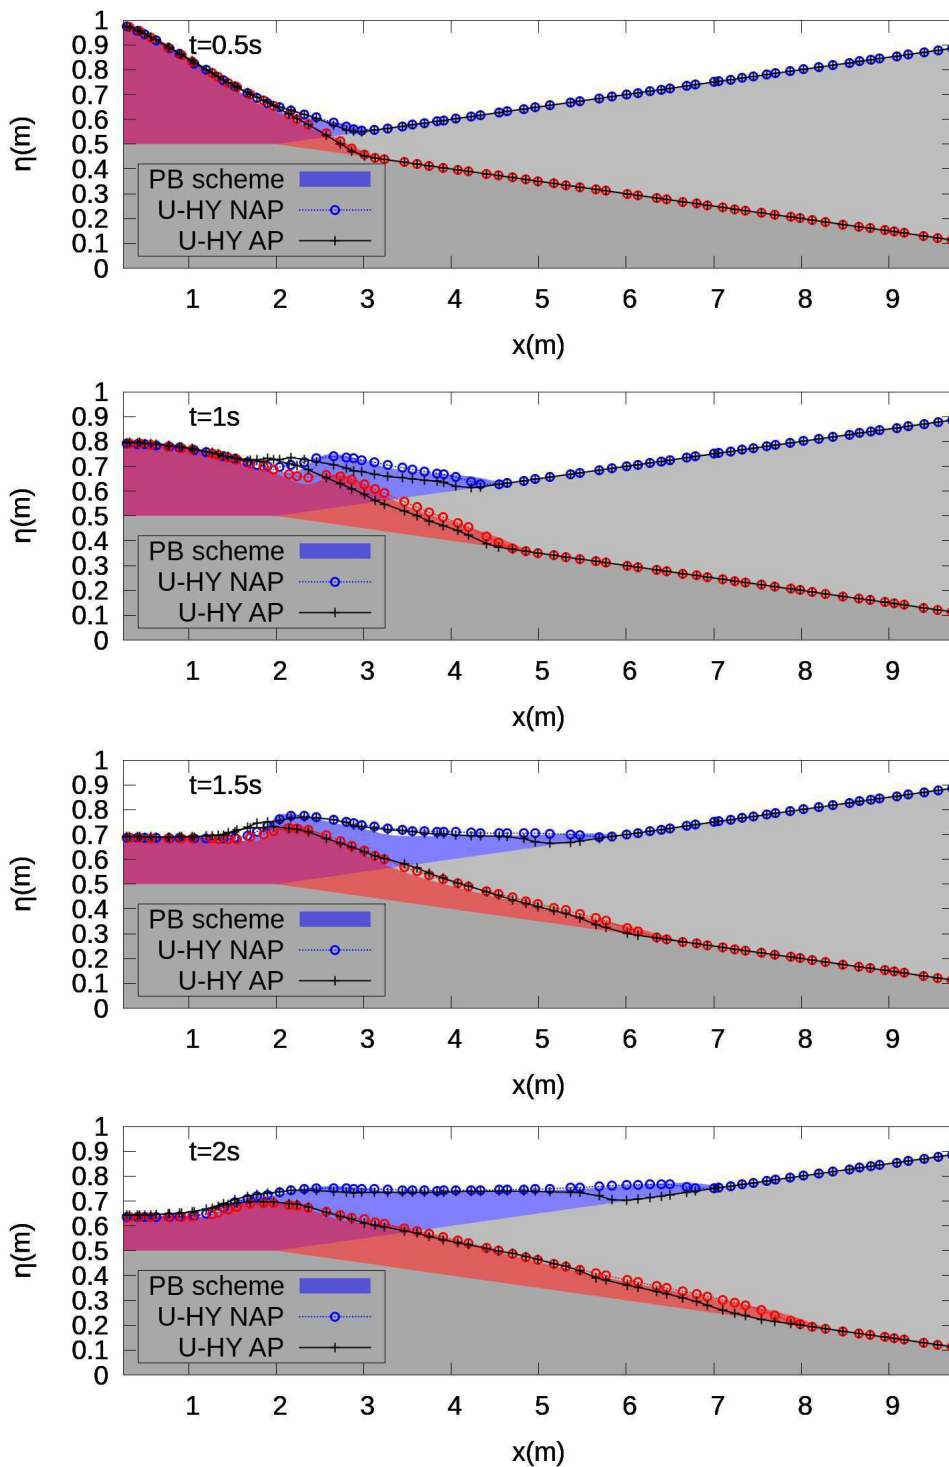 1
0.9
t=0.5s
0.8
0.7
0.6
η(m)
0.5
0.4
PB scheme
0.3
U-HY NAP
0.2
U-HY AP
0.1
0
1 2 3 4 5 6 7 8 9
x(m)
1
0.9
t=1s
0.8
0.7
0.6
η(m)
0.5
0.4
PB scheme
0.3
U-HY NAP
0.2
U-HY AP
0.1
0
1 2 3 4 5 6 7 8 9
x(m)
1
0.9
t=1.5s
0.8
0.7
0.6
η(m)
0.5
0.4
PB scheme
0.3
U-HY NAP
0.2
U-HY AP
0.1
0
1 2 3 4 5 6 7 8 9
x(m)
1
0.9
t=2s
0.8
0.7
0.6
η(m)
0.5
0.4
PB scheme
0.3
U-HY NAP
0.2
U-HY AP
0.1
0
1 2 3 4 5 6 7 8 9
x(m)